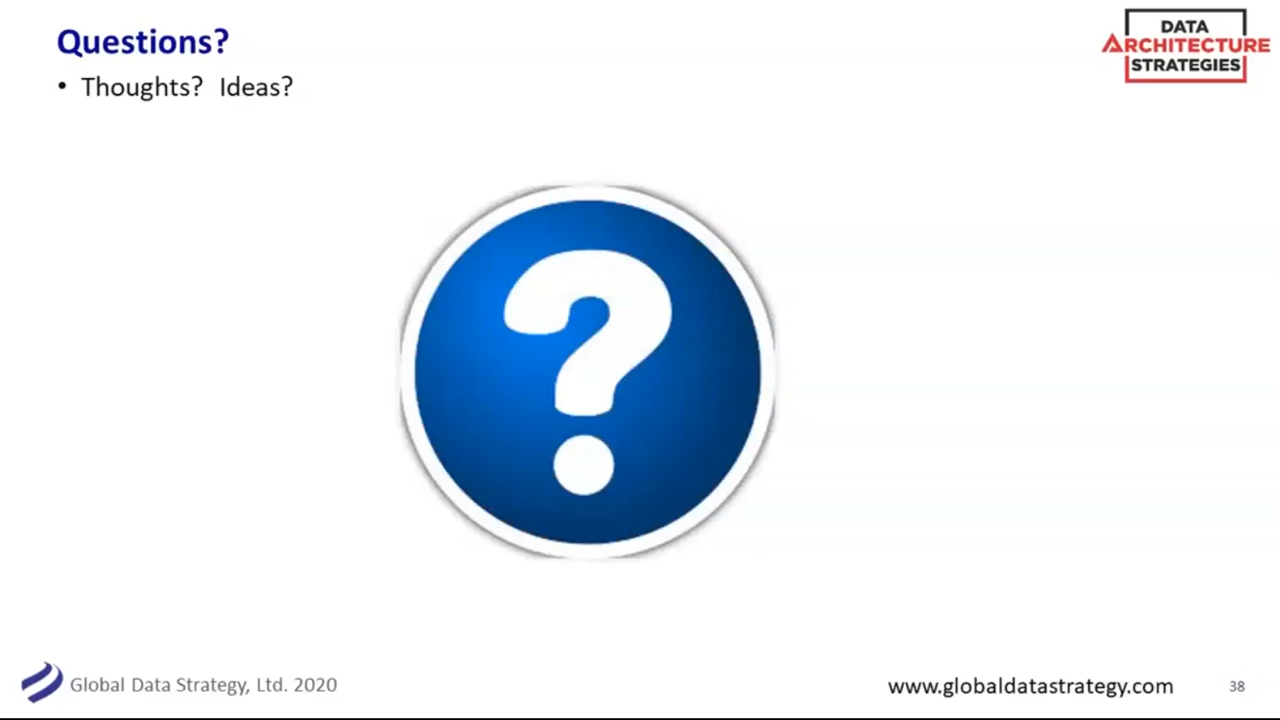 Questions?
• Thoughts? Ideas?
DATA
ARCHITECTURE
STRATEGIES
?
Global Data Strategy, Ltd. 2020
www.globaldatastrategy.com
38